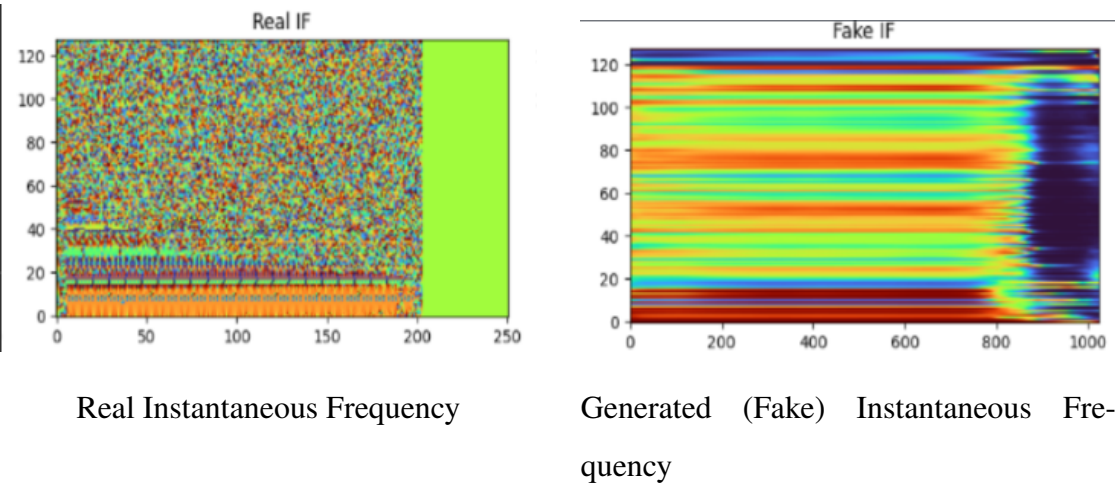 Real IF
120
100
80
60
40
20
0
0 50 100 150 200 250
Real Instantaneous Frequency
Fake IF
120
100
80
60
40
20
0
0 200 400 600 800 1000
Generated (Fake) Instantaneous Fre-
quency